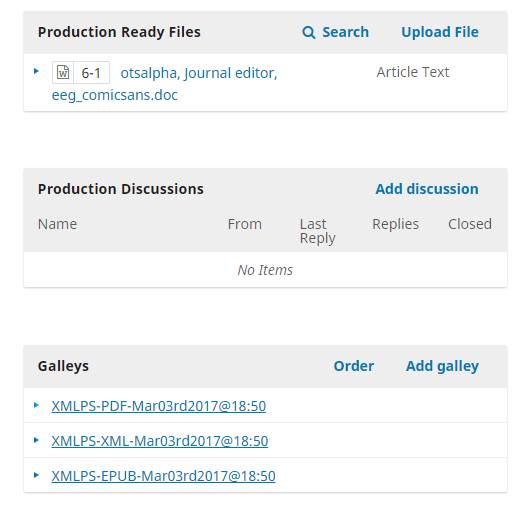 Production Ready Files Search Upload File
6-1 otsalpha, Journal editor, Article Text
eeg_comicsans.doc
Production Discussions Add discussion
Name From Last Reply Replies Closed
No Items
Galleys Order Add galley
XMLPS-PDF-Mar03rd2017@18:50
XMLPS-XML-Mar03rd2017@18:50
XMLPS-EPUB-Mar03rd2017@18:50